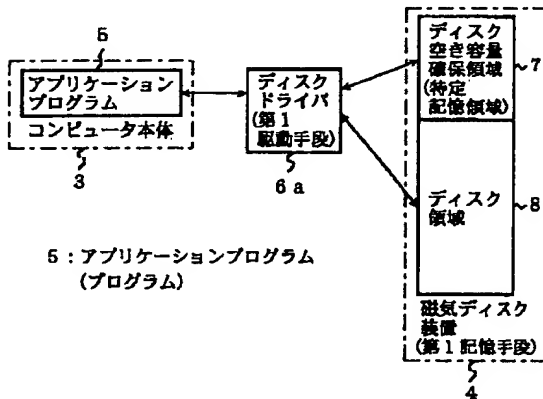 5
アプリケーション
プログラム
コンピュータ本体
3
ディスク
ドライバ
(第1
駆動手段)
6a
ディスク
空き容量
確保領域
(特定
記憶領域)
7
ディスク
領域
8
磁気ディスク
装置
(第1記憶手段)
4
5:アプリケーションプログラム
(プログラム)